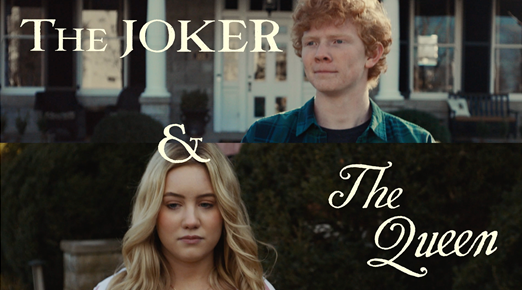 The JOKER
&
The
Queen